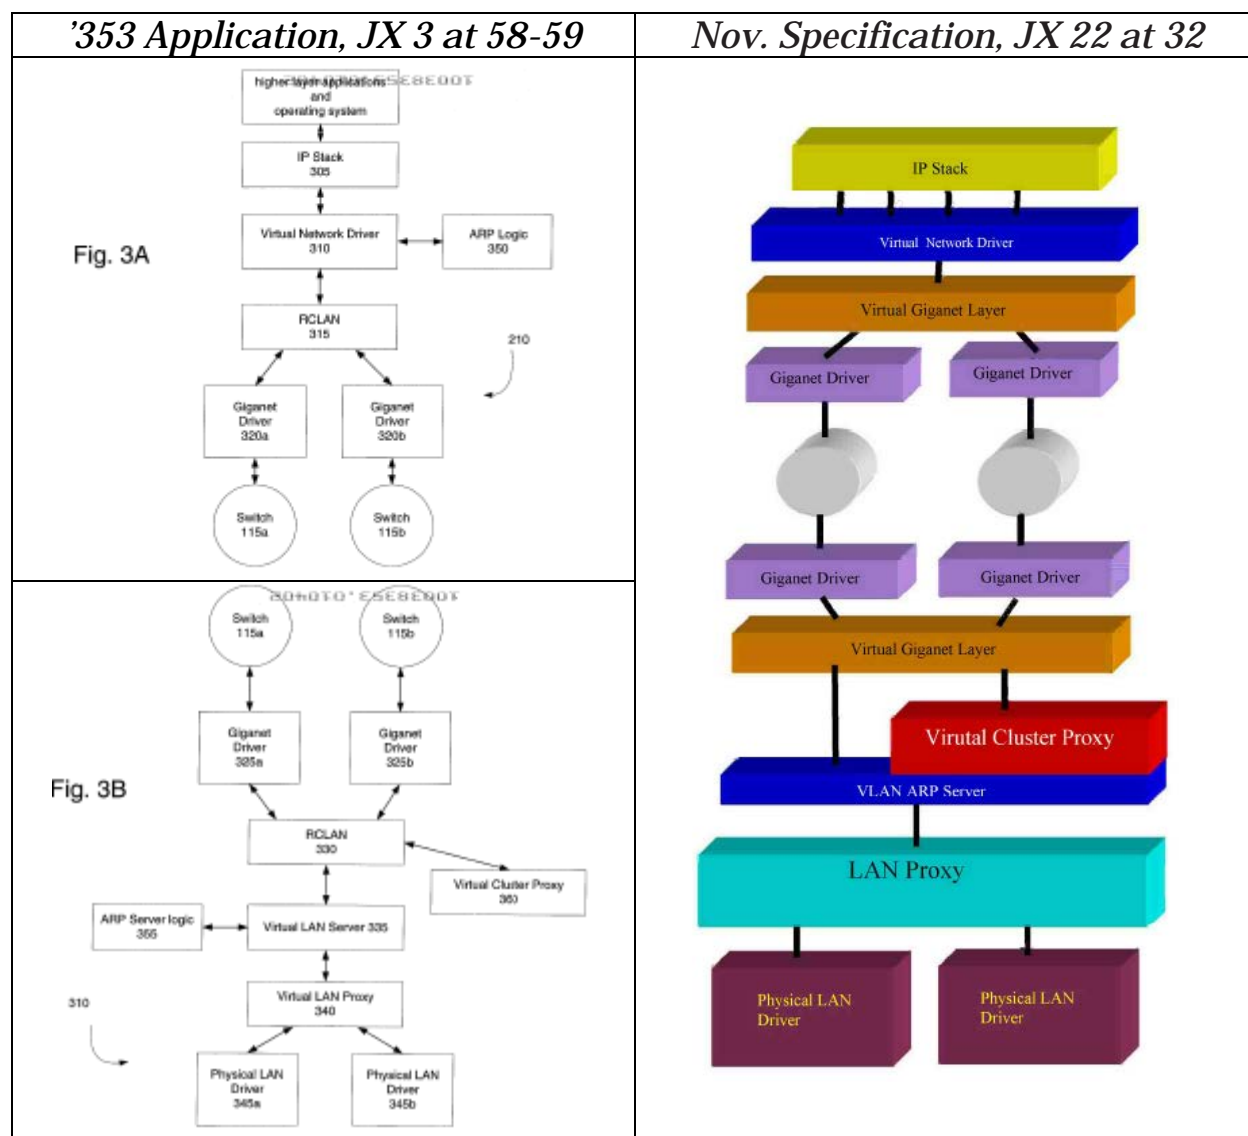 '353 Application, JX 3 at 58-59
Nov. Specification, JX 22 at 32
higher layer applications
and
operating system
IP Stack
305
Virtual Network Driver
310
ARP Logic
350
Fig. 3A
RCLAN
315
210
Giganet
Driver
320a
Giganet
Driver
320b
Switch
115a
Switch
115b
Switch
115a
Switch
115b
Giganet
Driver
325a
Giganet
Driver
325b
Fig. 3B
RCLAN
330
Virtual Cluster Proxy
360
ARP Server logic
355
Virtual LAN Server 335
Virtual LAN Proxy
340
310
Physical LAN
Driver
345a
Physical LAN
Driver
345b
IP Stack
Virtual Network Driver
Virtual Giganet Layer
Giganet Driver
Giganet Driver
Giganet Driver
Giganet Driver
Virtual Giganet Layer
Virutal Cluster Proxy
VLAN ARP Server
LAN Proxy
Physical LAN
Driver
Physical LAN
Driver